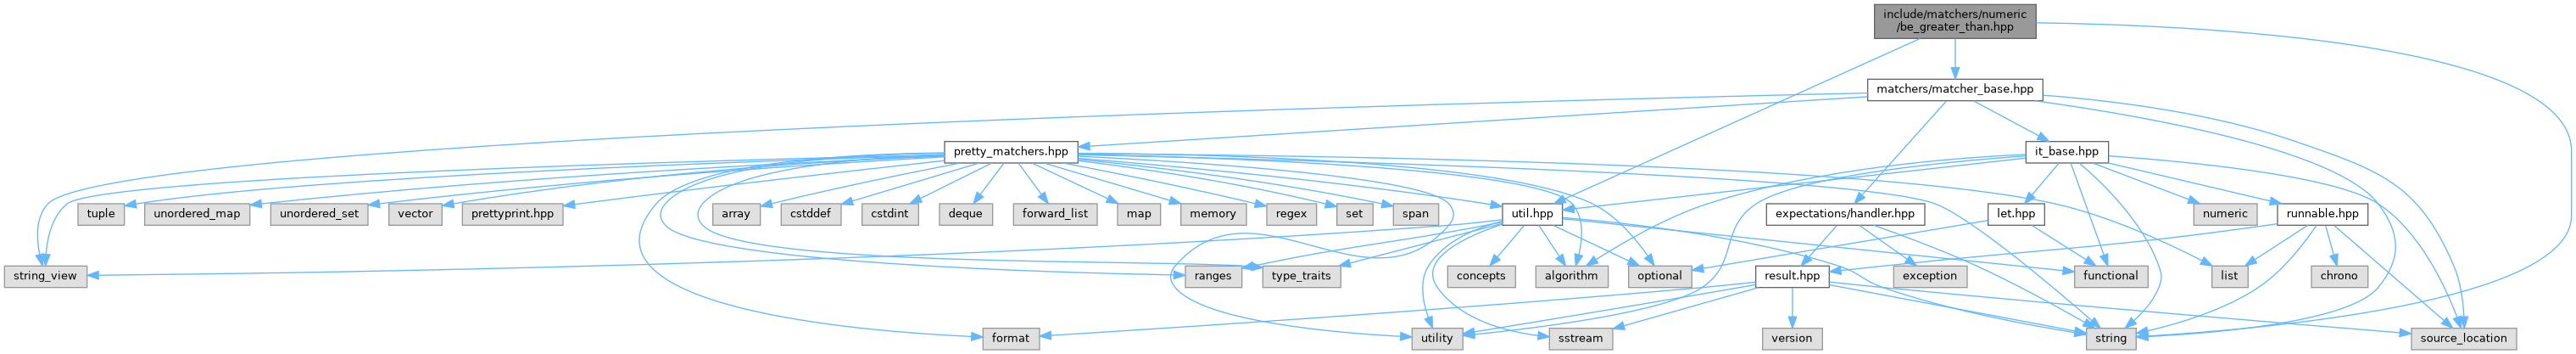 include/matchers/numeric
/be_greater_than.hpp
matchers/matcher_base.hpp
pretty_matchers.hpp
it_base.hpp
tuple
unordered_map
unordered_set
vector
prettyprint.hpp
array
cstddef
cstdint
deque
forward_list
map
memory
regex
set
span
util.hpp
expectations/handler.hpp
let.hpp
numeric
runnable.hpp
string_view
ranges
type_traits
concepts
algorithm
optional
result.hpp
exception
functional
list
chrono
format
utility
sstream
version
string
source_location